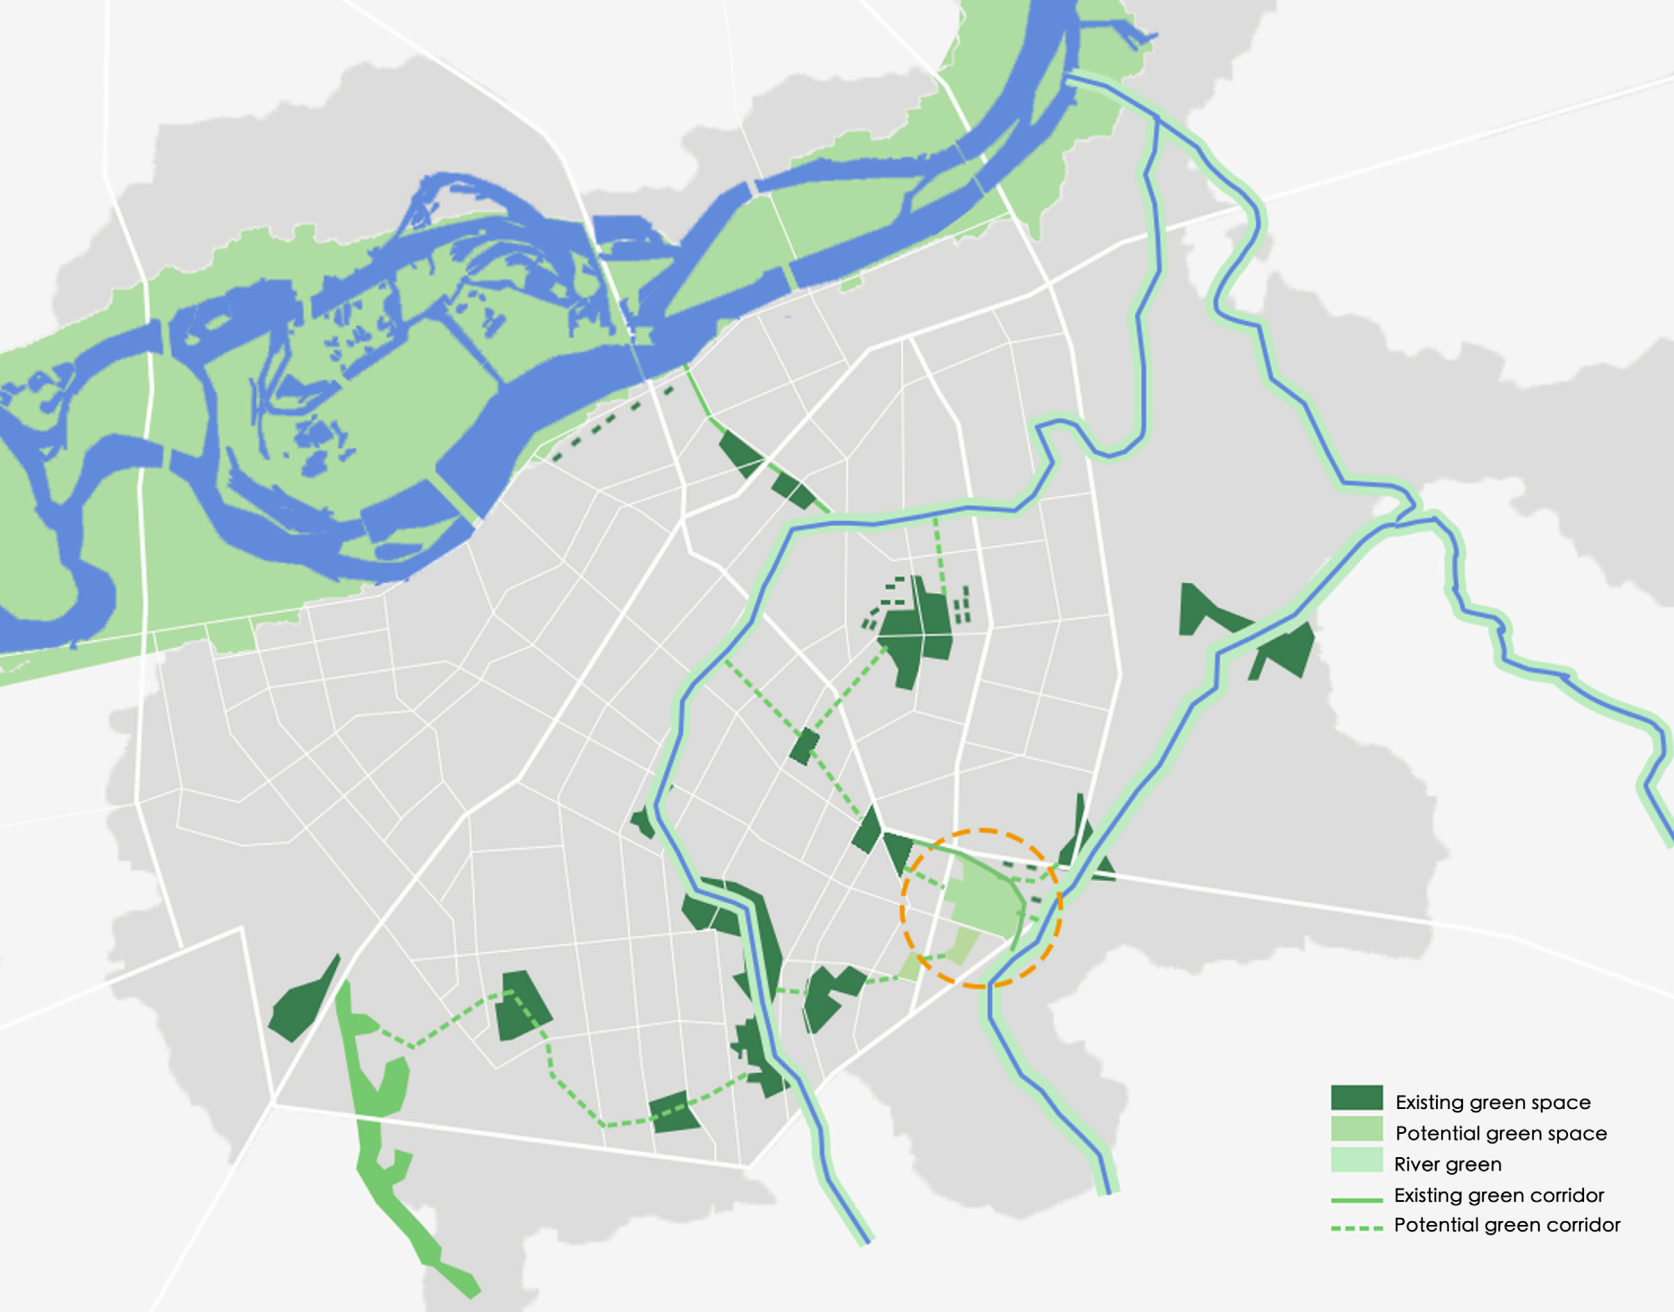 Existing green space
Potential green space
River green
Existing green corridor
Potential green corridor